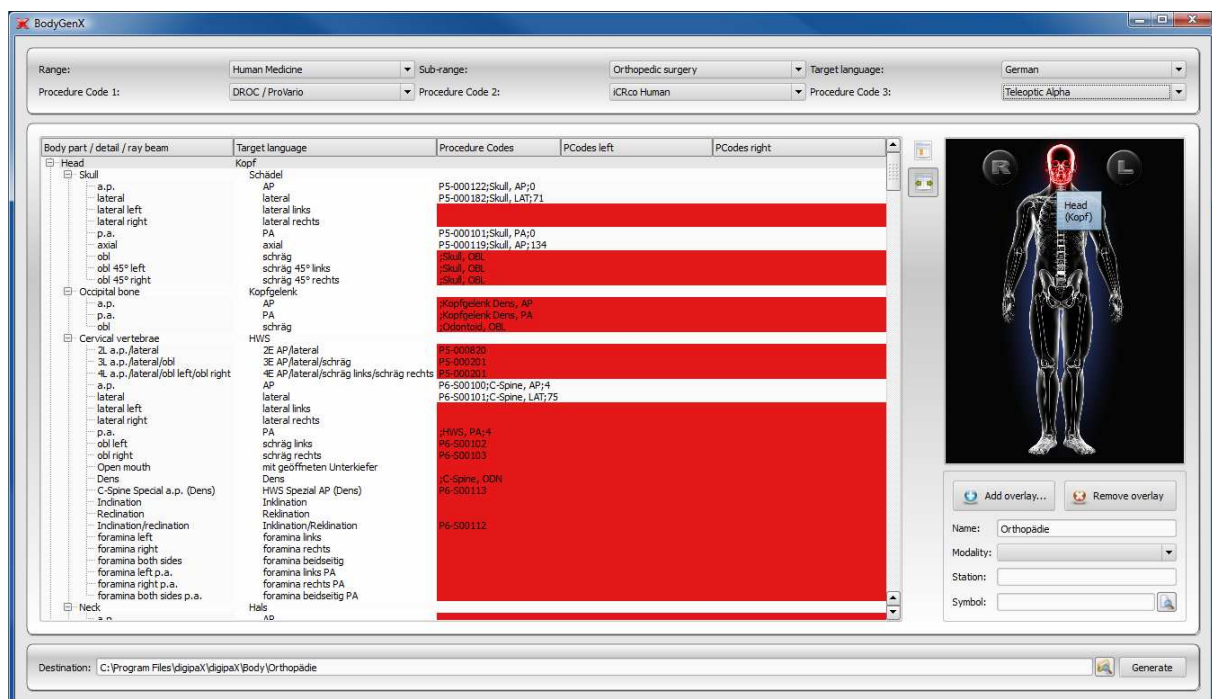 BodyGenX
Range: Human Medicine Sub-range: Orthopedic surgery Target language: German
Procedure Code 1: DROC / ProVario Procedure Code 2: iCRco Human Procedure Code 3: Teleoptic Alpha
Body part / detail / ray beam Target language Procedure Codes PCodes left PCodes right
Head Kopf
Skull Schädel
a.p. AP P5-000122;Skull, AP;0
lateral lateral P5-000182;Skull, LAT;71
lateral left lateral links
lateral right lateral rechts
p.a. PA P5-000101;Skull, PA;0
axial axial P5-000119;Skull, AP;134
obl schräg ;Skull, OBL
obl 45° left schräg 45° links ;Skull, OBL
obl 45° right schräg 45° rechts ;Skull, OBL
Occipital bone Kopfgelenk
a.p. AP ;Kopfgelenk Dens, AP
p.a. PA ;Kopfgelenk Dens, PA
obl schräg ;Odontoid, OBL
Cervical vertebrae HWS
2L a.p./lateral 2E AP/lateral P5-000820
3L a.p./lateral/obl 3E AP/lateral/schräg P5-000201
4L a.p./lateral/obl left/obl right 4E AP/lateral/schräg links/schräg rechts P5-000201
a.p. AP P6-S00100;C-Spine, AP;4
lateral lateral P6-S00101;C-Spine, LAT;75
lateral left lateral links
lateral right lateral rechts
p.a. PA ;HWS, PA;4
obl left schräg links P6-S00102
obl right schräg rechts P6-S00103
Open mouth mit geöffneten Unterkiefer
Dens Dens ;C-Spine, ODN
C-Spine Special a.p. (Dens) HWS Spezial AP (Dens) P6-S00113
Inclination Inklination
Reclination Reklination
Inclination/reclination Inklination/Reklination P6-S00112
foramina left foramina links
foramina right foramina rechts
foramina both sides foramina beidseitig
foramina left p.a. foramina links PA
foramina right p.a. foramina rechts PA
foramina both sides p.a. foramina beidseitig PA
Neck Hals
a.p. AP
R L
Head
(Kopf)
Add overlay... Remove overlay
Name: Orthopädie
Modality:
Station:
Symbol:
Destination: C:\Program Files\digipaX\digipaX\Body\Orthopädie Generate